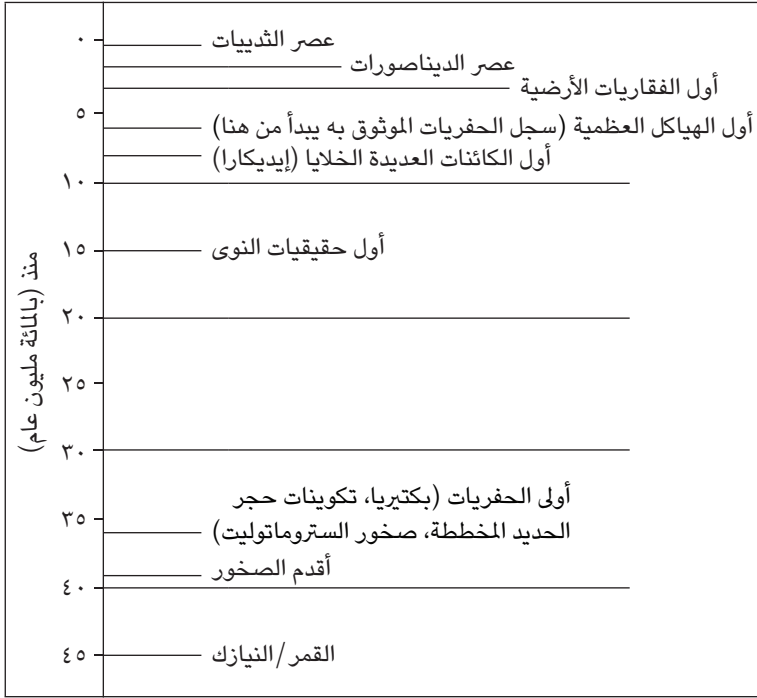 ٠
عصر الثدييات
عصر الديناصورات
أول الفقاريات الأرضية
٥
أول الهياكل العظمية (سجل الحفريات الموثوق به يبدأ من هنا)
أول الكائنات العديدة الخلايا (إيديكارا)
١٠
١٥
أول حقيقيات النوى
٢٠
٢٥
٣٠
أولى الحفريات (بكتيريا، تكوينات حجر
٣٥
الحديد المخططة، صخور الستروماتوليت)
أقدم الصخور
٤٠
٤٥
القمر/النيازك
منذ (بالمائة مليون عام)